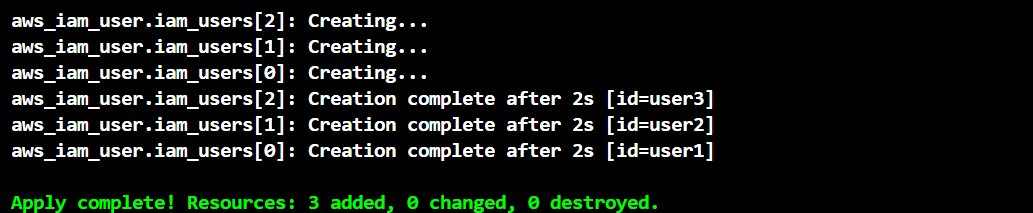 aws_iam_user.iam_users[2]: Creating...
aws_iam_user.iam_users[1]: Creating...
aws_iam_user.iam_users[0]: Creating...
aws_iam_user.iam_users[2]: Creation complete after 2s [id=user3]
aws_iam_user.iam_users[1]: Creation complete after 2s [id=user2]
aws_iam_user.iam_users[0]: Creation complete after 2s [id=user1]
Apply complete! Resources: 3 added, 0 changed, 0 destroyed.